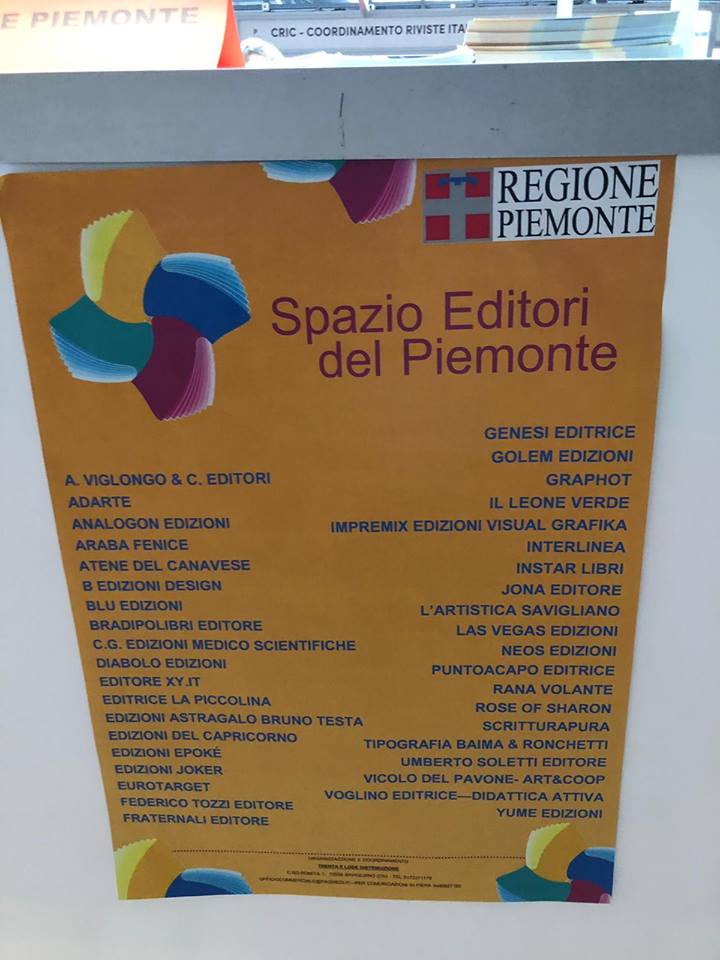 E PIEMONTE
CRIC - COORDINAMENTO RIVISTE ITA
REGIONE
PIEMONTE
Spazio Editori
del Piemonte
A. VIGLONGO & C. EDITORI
ADARTE
ANALOGON EDIZIONI
ARABA FENICE
ATENE DEL CANAVESE
B EDIZIONI DESIGN
BLU EDIZIONI
BRADIPOLIBRI EDITORE
C.G. EDIZIONI MEDICO SCIENTIFICHE
DIABOLO EDIZIONI
EDITORE XY.IT
EDITRICE LA PICCOLINA
EDIZIONI ASTRAGALO BRUNO TESTA
EDIZIONI DEL CAPRICORNO
EDIZIONI EPOKÉ
EDIZIONI JOKER
EUROTARGET
FEDERICO TOZZI EDITORE
FRATERNALI EDITORE
GENESI EDITRICE
GOLEM EDIZIONI
GRAPHOT
IL LEONE VERDE
IMPREMIX EDIZIONI VISUAL GRAFIKA
INTERLINEA
INSTAR LIBRI
JONA EDITORE
L'ARTISTICA SAVIGLIANO
LAS VEGAS EDIZIONI
NEOS EDIZIONI
PUNTOACAPO EDITRICE
RANA VOLANTE
ROSE OF SHARON
SCRITTURAPURA
TIPOGRAFIA BAIMA & RONCHETTI
UMBERTO SOLETTI EDITORE
VICOLO DEL PAVONE- ART&COOP
VOGLINO EDITRICE—DIDATTICA ATTIVA
YUME EDIZIONI
ORGANIZZAZIONE E COORDINAMENTO
TRENTA E LODE DISTRIBUZIONE